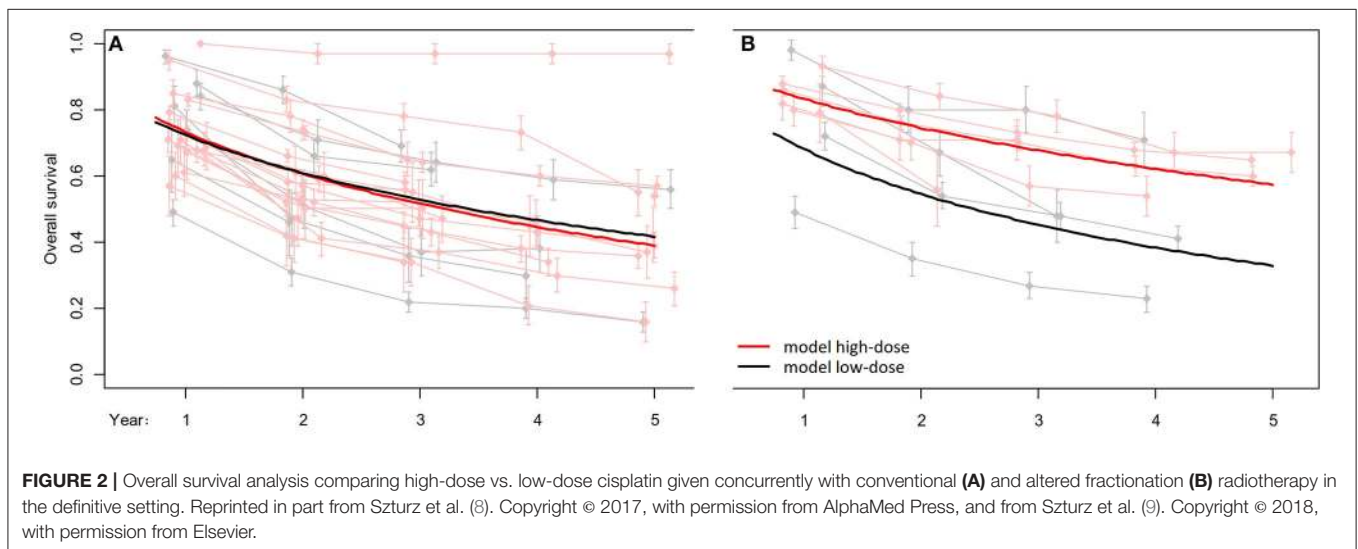 A
B
Overall survival
1.0
0.8
0.6
0.4
0.2
0.0
model high-dose
model low-dose
Year: 1 2 3 4 5
1 2 3 4 5
FIGURE 2 | Overall survival analysis comparing high-dose vs. low-dose cisplatin given concurrently with conventional (A) and altered fractionation (B) radiotherapy in
the definitive setting. Reprinted in part from Szturz et al. (8). Copyright © 2017, with permission from AlphaMed Press, and from Szturz et al. (9). Copyright © 2018,
with permission from Elsevier.